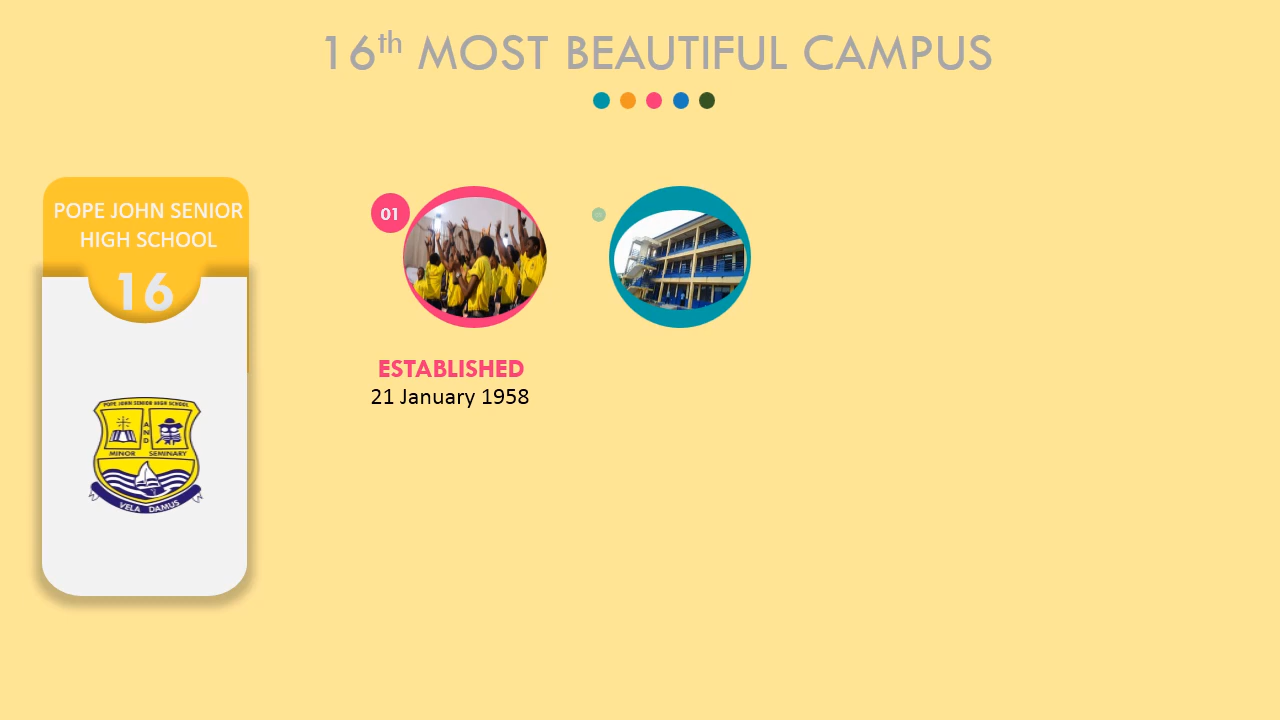 16th MOST BEAUTIFUL CAMPUS
POPE JOHN SENIOR
HIGH SCHOOL
16
01
ESTABLISHED
21 January 1958
POPE JOHN SENIOR HIGH SCHOOL
AND
MINOR SEMINARY
VELA DAMUS